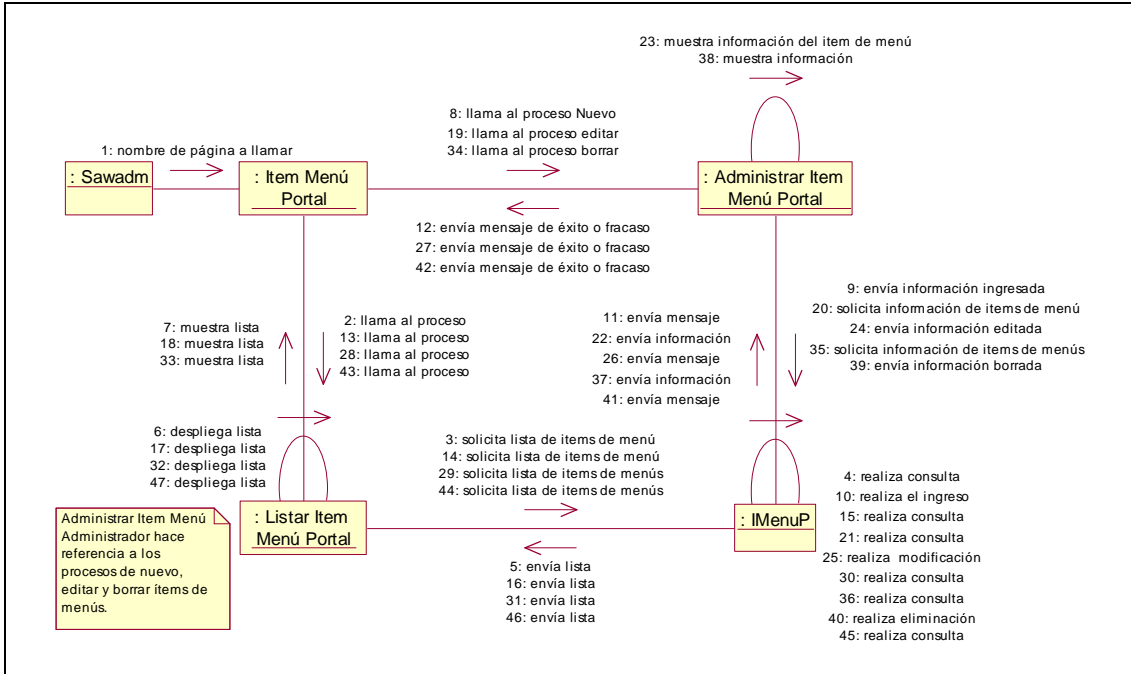 23: muestra información del item de menú
38: muestra información
8: llama al proceso Nuevo
19: llama al proceso editar
34: llama al proceso borrar
1: nombre de página a llamar
: Sawadm
: Item Menú
Portal
: Administrar Item
Menú Portal
12: envía mensaje de éxito o fracaso
27: envía mensaje de éxito o fracaso
42: envía mensaje de éxito o fracaso
7: muestra lista
18: muestra lista
33: muestra lista
2: llama al proceso
13: llama al proceso
28: llama al proceso
43: llama al proceso
11: envía mensaje
22: envía información
26: envía mensaje
37: envía información
41: envía mensaje
9: envía información ingresada
20: solicita información de items de menú
24: envía información editada
35: solicita información de items de menús
39: envía información borrada
6: despliega lista
17: despliega lista
32: despliega lista
47: despliega lista
3: solicita lista de items de menú
14: solicita lista de items de menú
29: solicita lista de items de menús
44: solicita lista de items de menús
4: realiza consulta
10: realiza el ingreso
15: realiza consulta
21: realiza consulta
25: realiza modificación
30: realiza consulta
36: realiza consulta
40: realiza eliminación
45: realiza consulta
: Listar Item
Menú Portal
: IMenuP
5: envía lista
16: envía lista
31: envía lista
46: envía lista
Administrar Item Menú
Administrador hace
referencia a los
procesos de nuevo,
editar y borrar ítems de
menús.